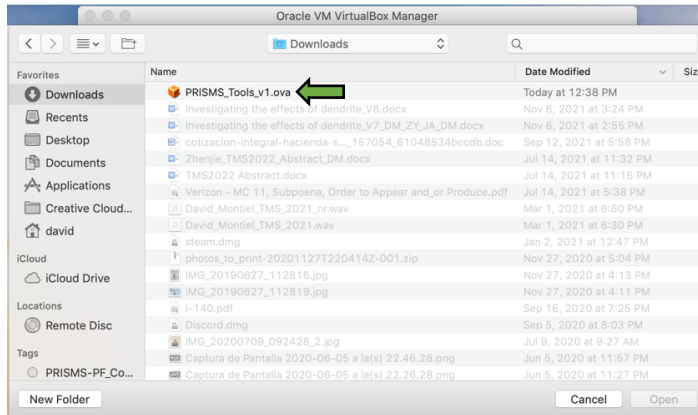 Oracle VM VirtualBox Manager
Downloads
Favorites
Downloads
Recents
Desktop
Documents
Applications
Creative Cloud...
david
iCloud
iCloud Drive
Locations
Remote Disc
Tags
PRISMS-PF_Co...
Name Date Modified Siz
PRISMS_Tools_v1.ova Today at 12:38 PM
Investigating the effects of dendrite_V8.docx Nov 6, 2021 at 3:24 PM
Investigating the effects of dendrite_V7_DM_ZY_JA_DM.docx Nov 6, 2021 at 2:55 PM
cotizacion-integral-hacienda-s..._157054_61048534bccdb.doc Sep 12, 2021 at 5:58 PM
Zhenjie_TMS2022_Abstract_DM.docx Jul 14, 2021 at 11:32 PM
TMS2022 Abstract.docx Jul 14, 2021 at 11:15 PM
Verizon - MC 11, Subpoena, Order to Appear and_or Produce.pdf Jul 14, 2021 at 5:38 PM
David_Montiel_TMS_2021_nr.wav Mar 1, 2021 at 6:50 PM
David_Montiel_TMS_2021.wav Mar 1, 2021 at 6:30 PM
steam.dmg Jan 2, 2021 at 12:47 PM
photos_to_print-20201127T220414Z-001.zip Nov 27, 2020 at 5:04 PM
IMG_20190627_112816.jpg Nov 27, 2020 at 4:13 PM
IMG_20190627_112819.jpg Nov 27, 2020 at 4:11 PM
I-140.pdf Sep 16, 2020 at 7:25 PM
Discord.dmg Sep 5, 2020 at 8:03 PM
IMG_20200709_092428_2.jpg Jul 9, 2020 at 9:27 AM
Captura de Pantalla 2020-06-05 a la(s) 22.46.28.png Jun 5, 2020 at 11:57 PM
Captura de Pantalla 2020-06-05 a la(s) 22.26.28.png Jun 5, 2020 at 11:27 PM
New Folder Cancel Open